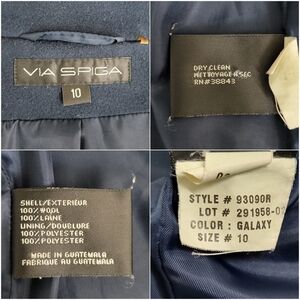 VIA SPIGA
10
DRY CLEAN
NETTOYAGE A SEC
RN#38843
SHELL/EXTERIEUR
100% WOOL
100% LAINE
LINING/DOUBLURE
100% POLYESTER
100% POLYESTER
MADE IN GUATEMALA
FABRIQUE AU GUATEMALA
STYLE # 93090R
LOT # 291958-02
COLOR: GALAXY
SIZE # 10